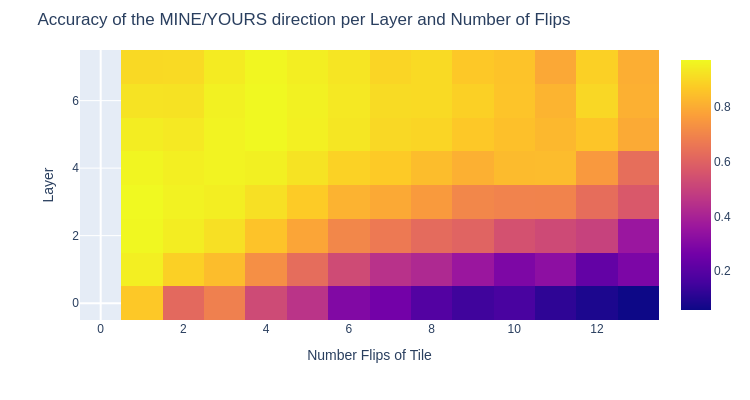 Accuracy of the MINE/YOURS direction per Layer and Number of Flips
6
4
2
0
Layer
0 2 4 6 8 10 12
Number Flips of Tile
0.8
0.6
0.4
0.2